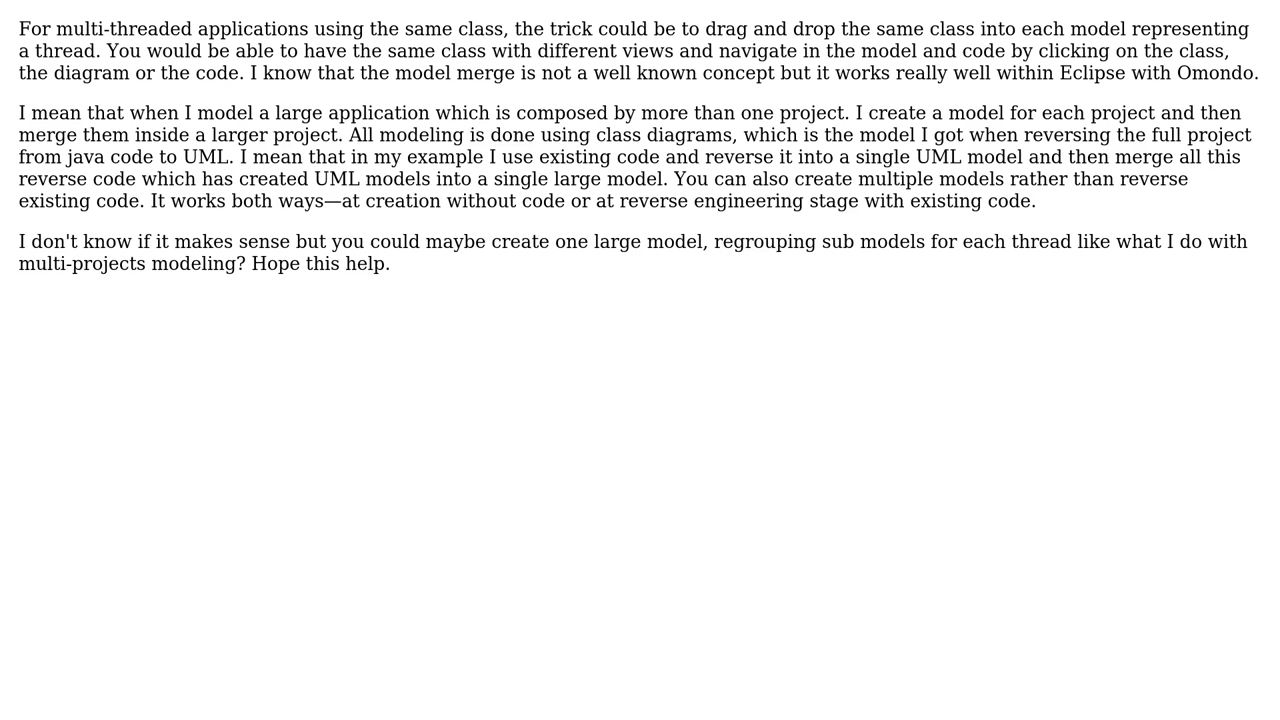 For multi-threaded applications using the same class, the trick could be to drag and drop the same class into each model representing
a thread. You would be able to have the same class with different views and navigate in the model and code by clicking on the class,
the diagram or the code. I know that the model merge is not a well known concept but it works really well within Eclipse with Omondo.
I mean that when I model a large application which is composed by more than one project. I create a model for each project and then
merge them inside a larger project. All modeling is done using class diagrams, which is the model I got when reversing the full project
from java code to UML. I mean that in my example I use existing code and reverse it into a single UML model and then merge all this
reverse code which has created UML models into a single large model. You can also create multiple models rather than reverse
existing code. It works both ways—at creation without code or at reverse engineering stage with existing code.
I don't know if it makes sense but you could maybe create one large model, regrouping sub models for each thread like what I do with
multi-projects modeling? Hope this help.